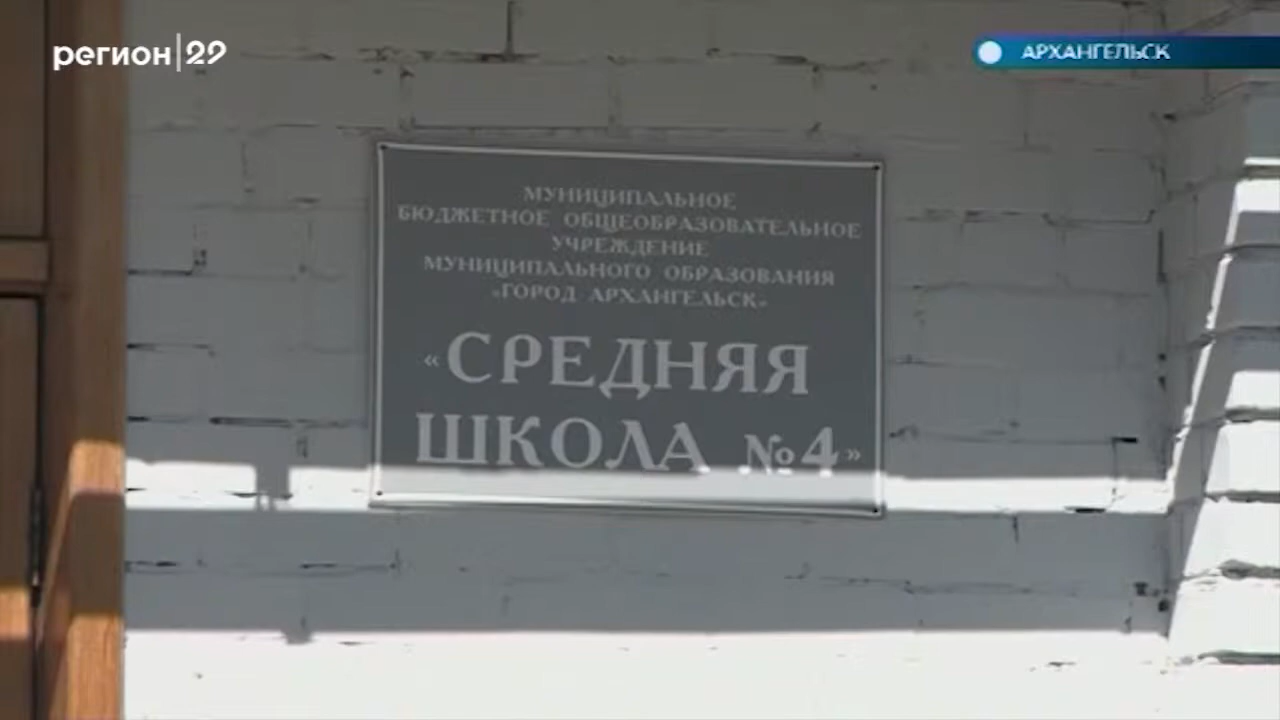 регион|29
АРХАНГЕЛЬСК
МУНИЦИПАЛЬНОЕ
БЮДЖЕТНОЕ ОБЩЕОБРАЗОВАТЕЛЬНОЕ
УЧРЕЖДЕНИЕ
МУНИЦИПАЛЬНОГО ОБРАЗОВАНИЯ
«ГОРОД АРХАНГЕЛЬСК»
«СРЕДНЯЯ
ШКОЛА №4»